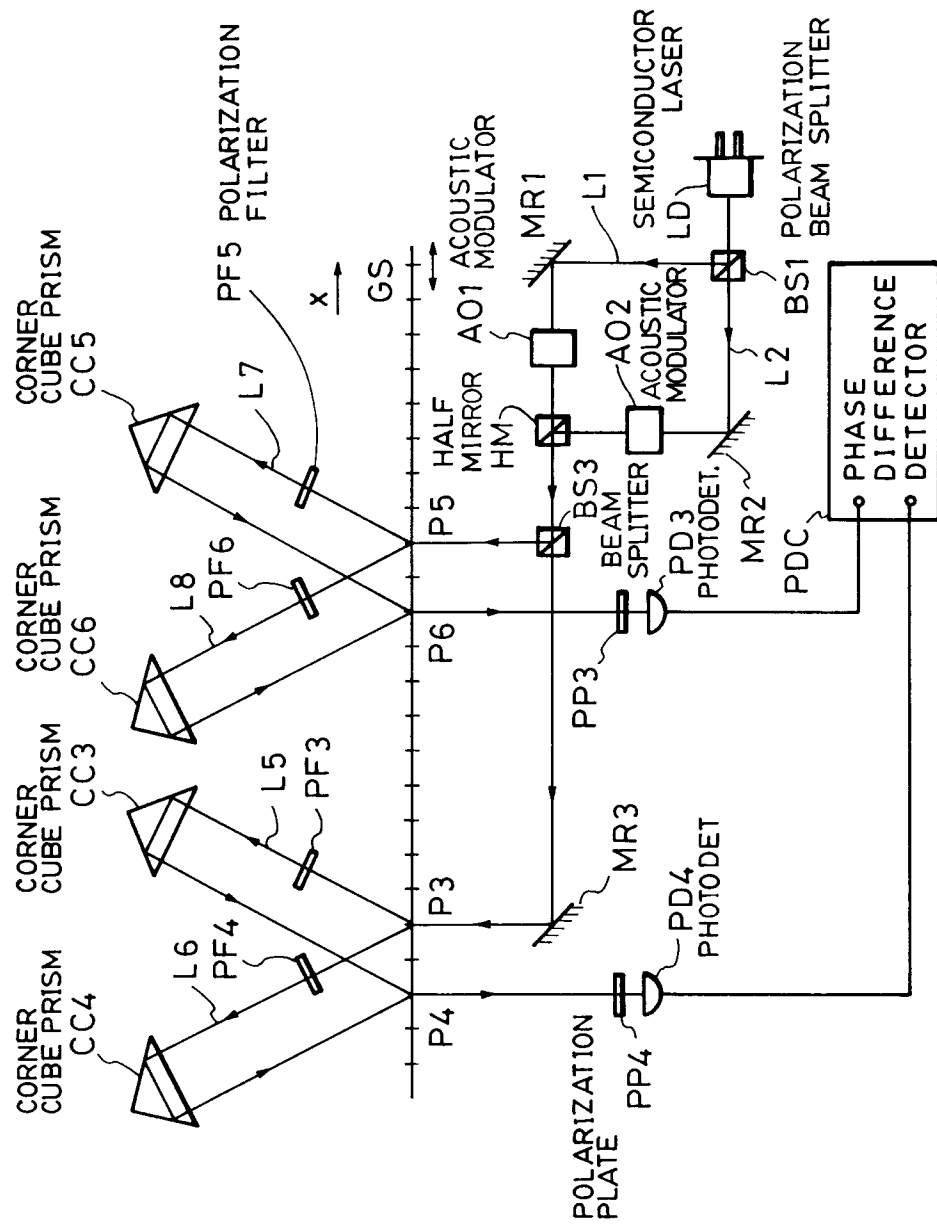 CORNER
CUBE PRISM
CC4
CORNER
CUBE PRISM
CC3
CORNER
CUBE PRISM
CC6
CORNER
CUBE PRISM
CC5
L6
PF4
L5
PF3
L8
PF6
L7
PF5 POLARIZATION
FILTER
X
GS
P4
P3
P6
P5
HALF
MIRROR
HM
AO1 ACOUSTIC
MODULATOR
MR1
L1
SEMICONDUCTOR
LASER
LD
POLARIZATION
BEAM SPLITTER
BS1
L2
AO2
ACOUSTIC
MODULATOR
MR2
BS3
BEAM
SPLITTER
PD3
PHOTODET.
PP3
MR3
PD4
PHOTODET
PP4
POLARIZATION
PLATE
PDC
PHASE
DIFFERENCE
DETECTOR